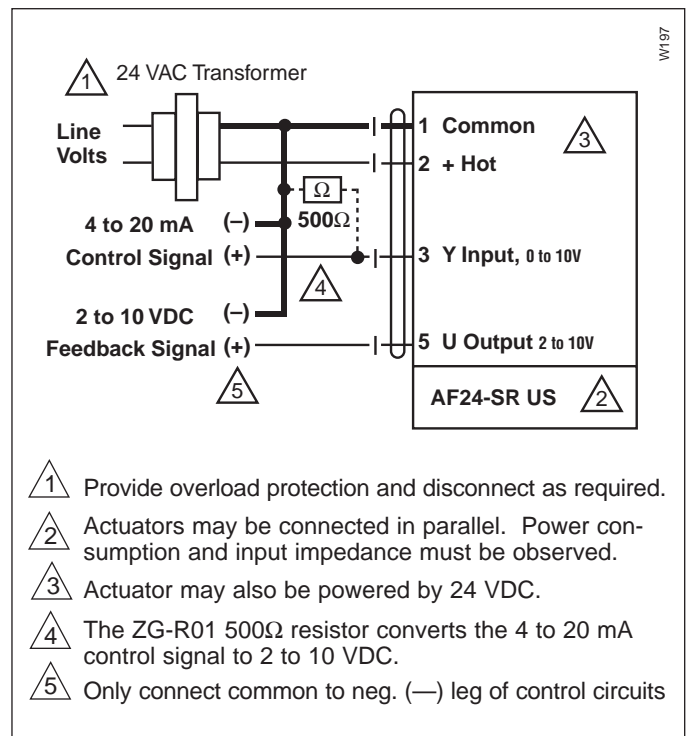 W197
1 24 VAC Transformer
Line
Volts
1 Common
3
2 + Hot
Ω
500Ω
4 to 20 mA (–)
Control Signal (+)
3 Y Input, 0 to 10V
4
2 to 10 VDC (–)
Feedback Signal (+)
5 U Output 2 to 10V
5
AF24-SR US 2
1 Provide overload protection and disconnect as required.
2 Actuators may be connected in parallel. Power con-
sumption and input impedance must be observed.
3 Actuator may also be powered by 24 VDC.
4 The ZG-R01 500Ω resistor converts the 4 to 20 mA
control signal to 2 to 10 VDC.
5 Only connect common to neg. (—) leg of control circuits